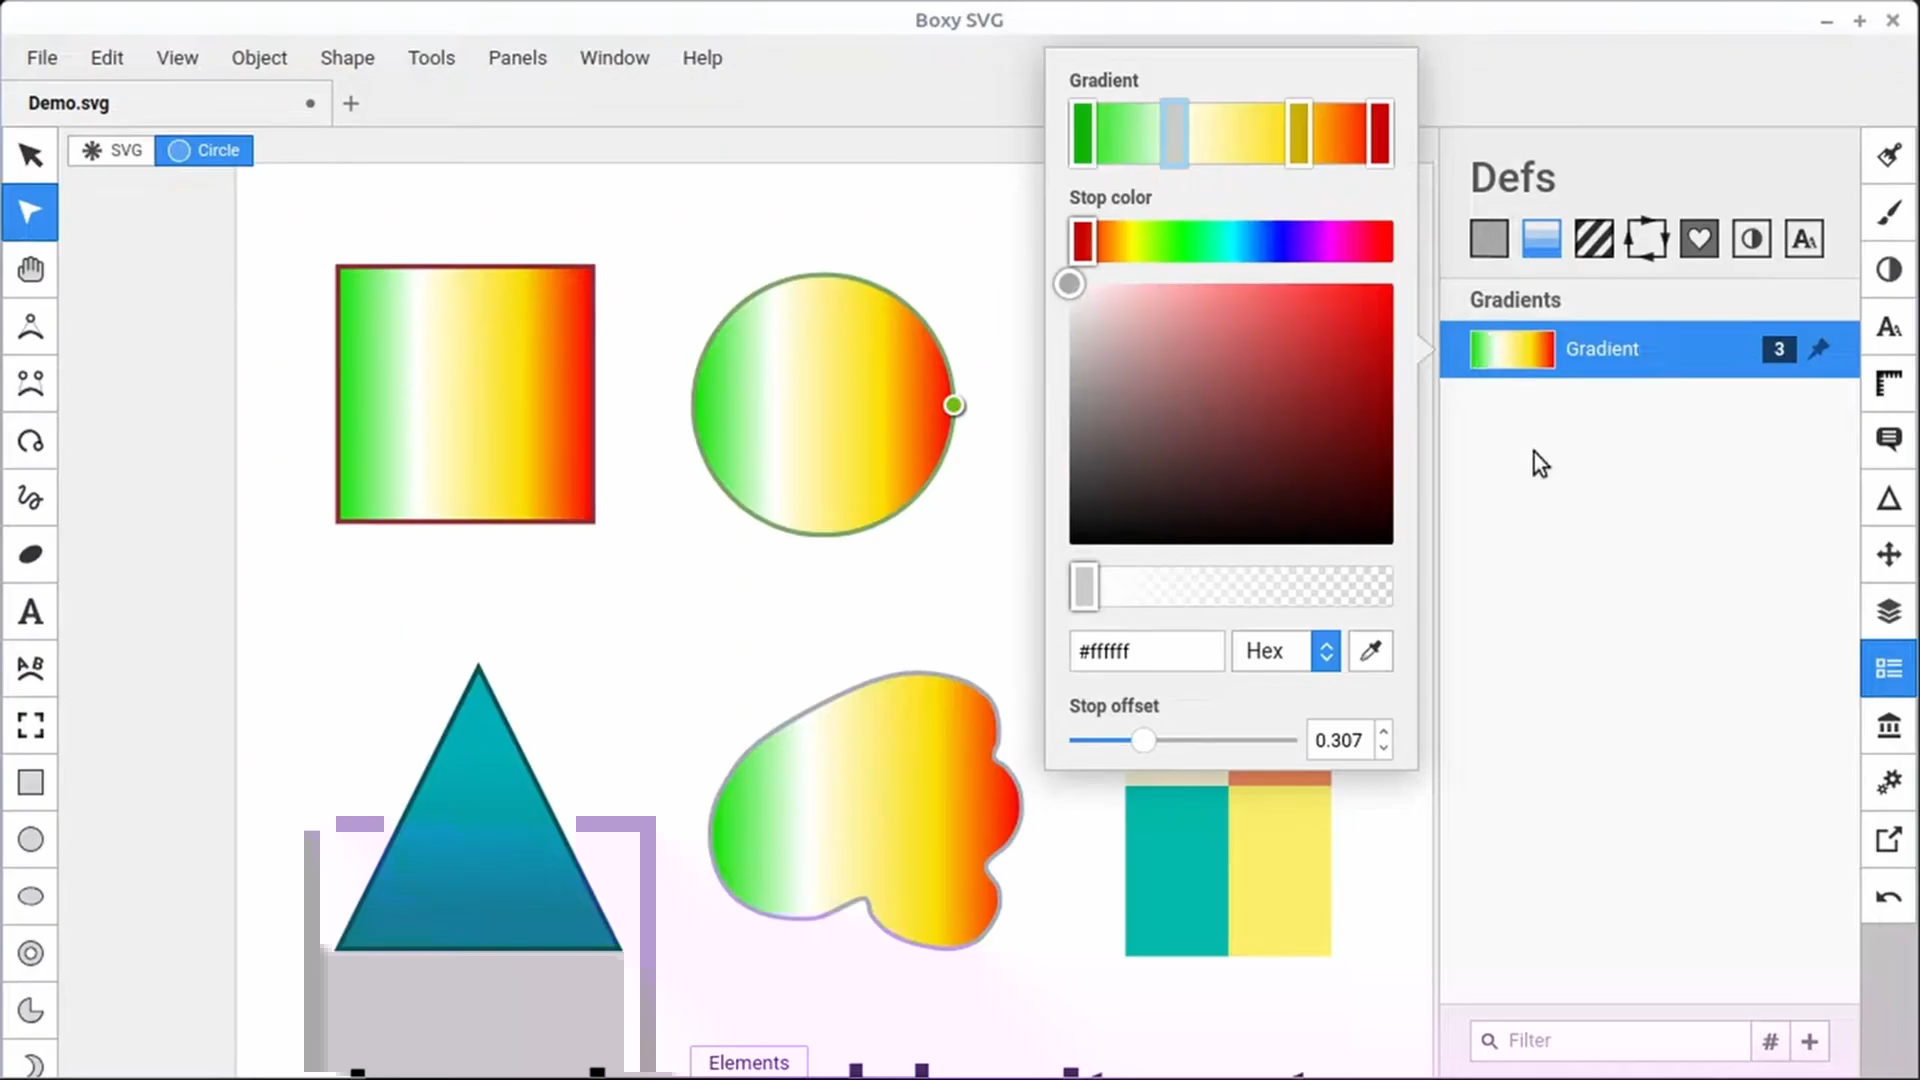 Boxy SVG
File Edit View Object Shape Tools Panels Window Help
Demo.svg
SVG Circle
Gradient
Stop color
#ffffff Hex
Stop offset
0.307
Defs
Gradients
Gradient 3
Filter #
Elements